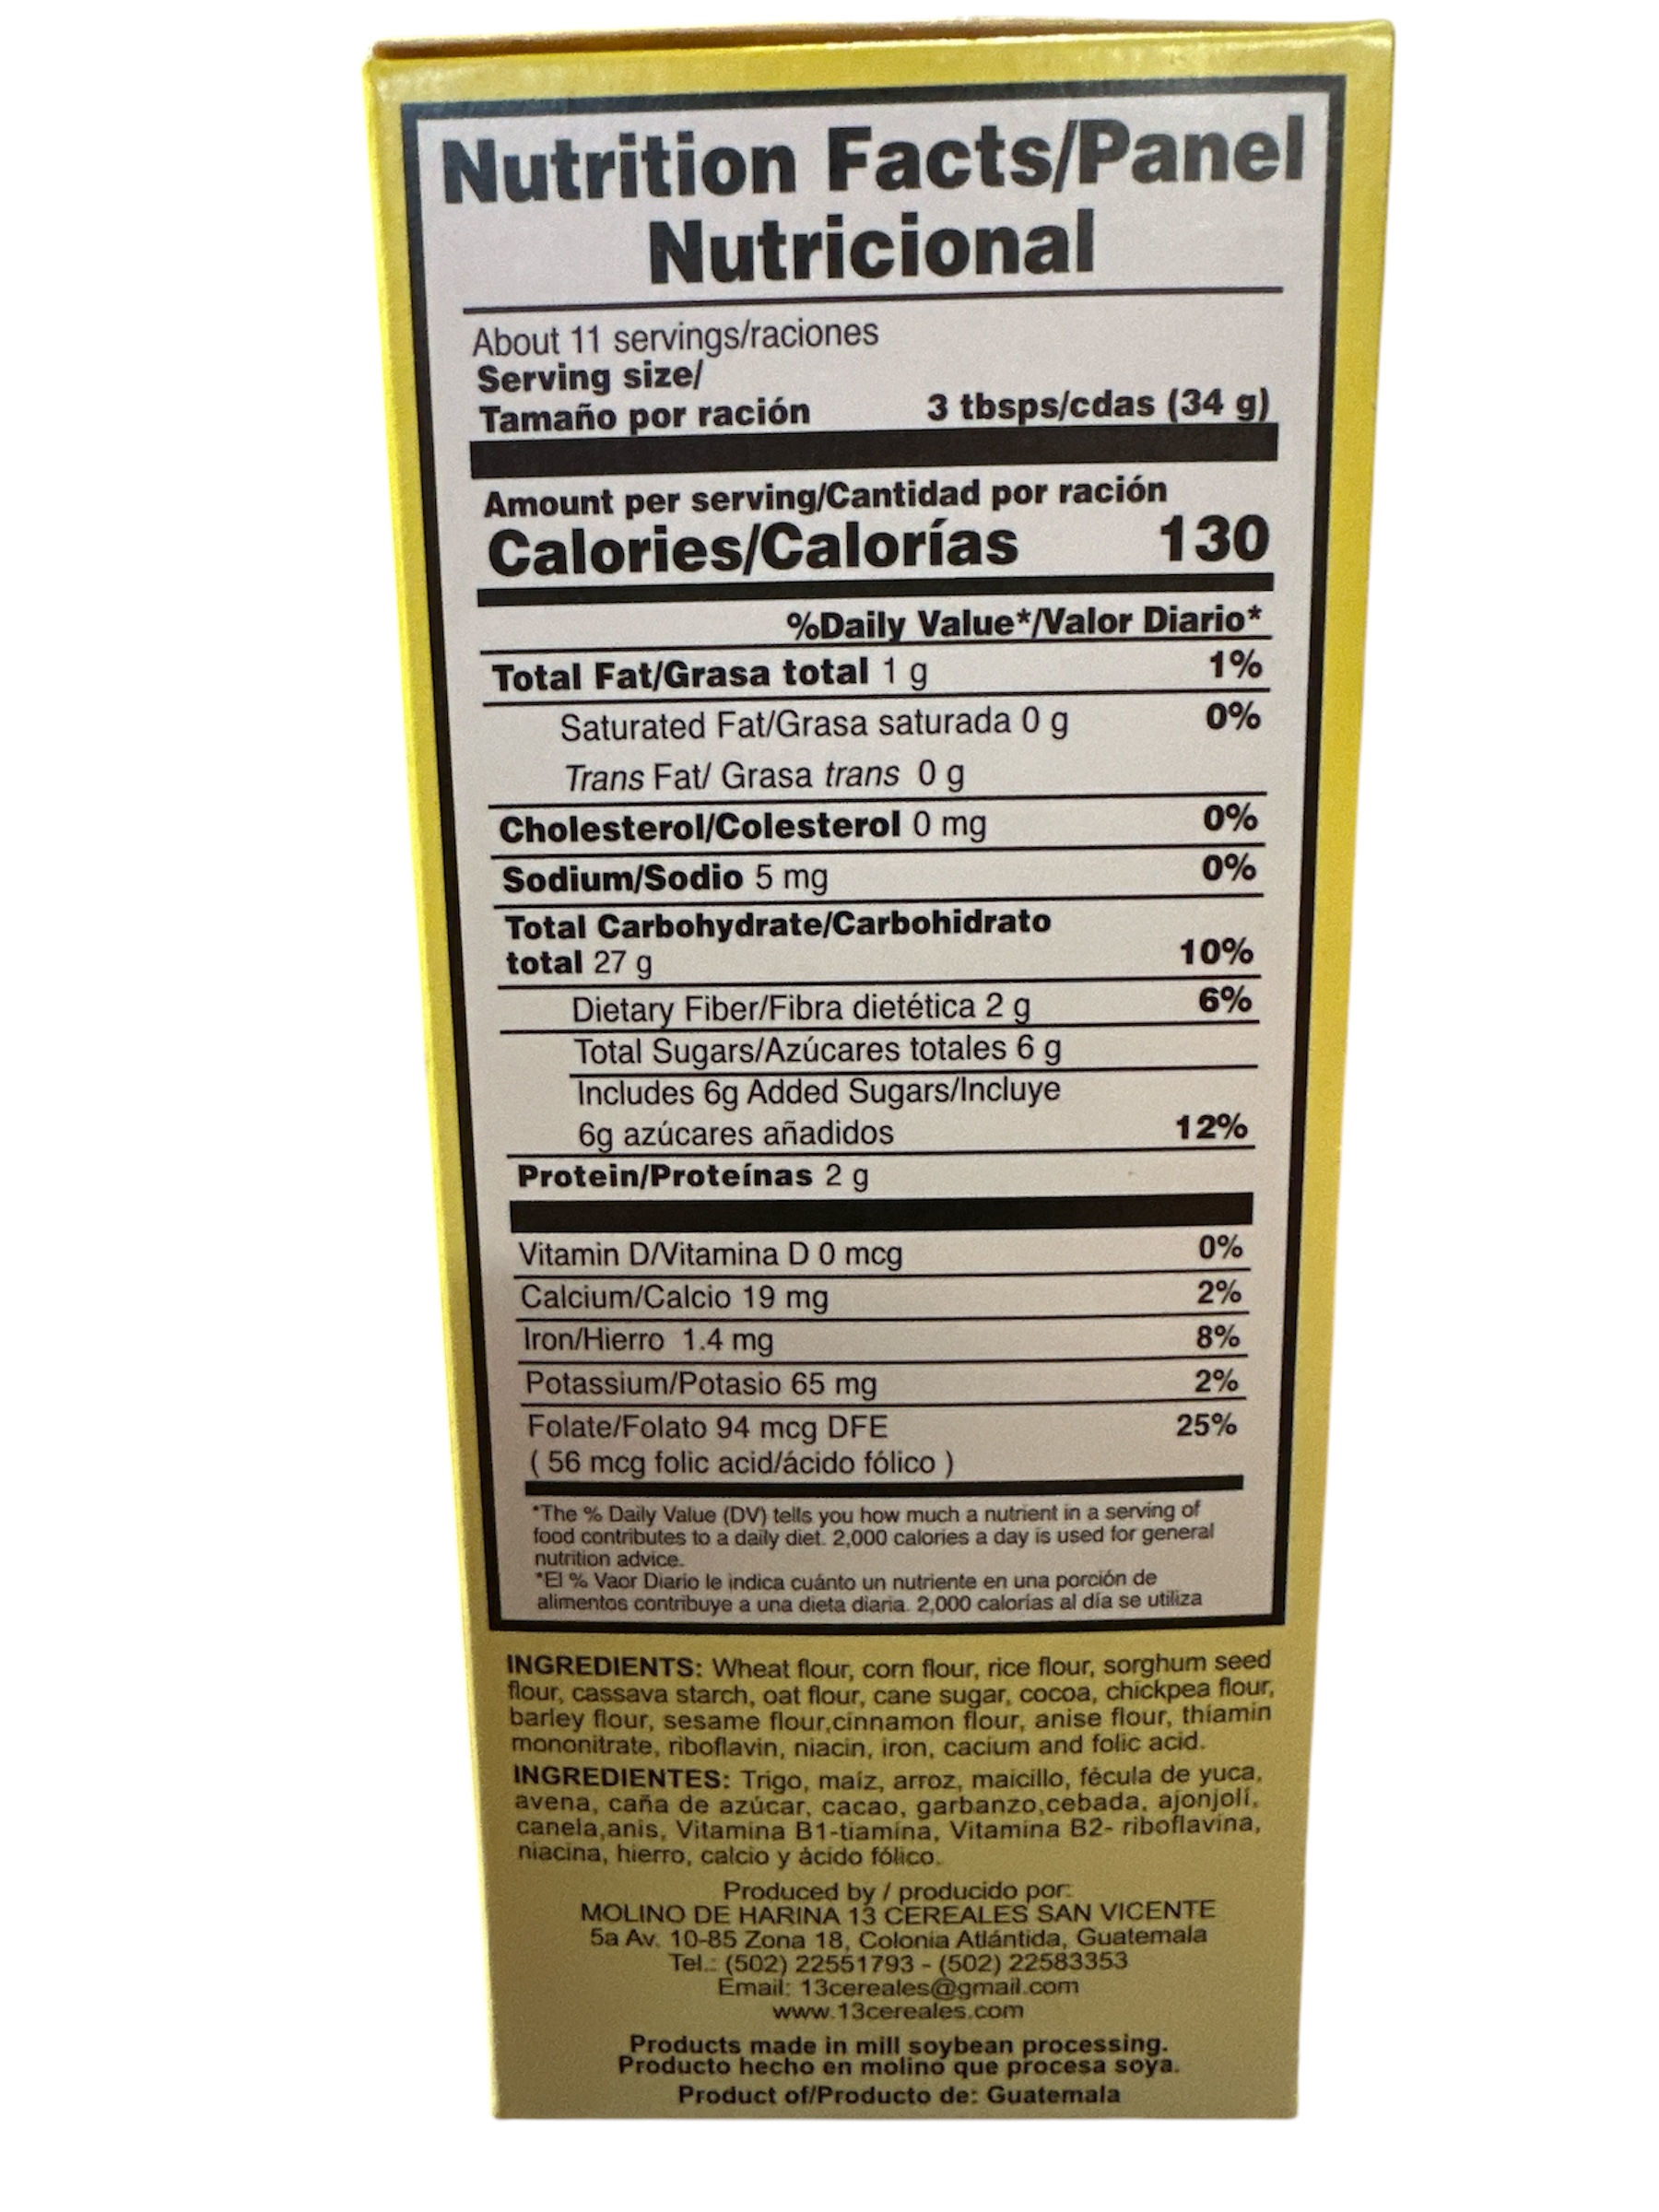 Nutrition Facts/Panel
Nutricional
About 11 servings/raciones
Serving size/
Tamaño por ración 3 tbsps/cdas (34 g)
Amount per serving/Cantidad por ración
Calories/Calorías 130
%Daily Value*/Valor Diario*
Total Fat/Grasa total 1 g 1%
Saturated Fat/Grasa saturada 0 g 0%
Trans Fat/ Grasa trans 0 g
Cholesterol/Colesterol 0 mg 0%
Sodium/Sodio 5 mg 0%
Total Carbohydrate/Carbohidrato
total 27 g 10%
Dietary Fiber/Fibra dietética 2 g 6%
Total Sugars/Azúcares totales 6 g
Includes 6g Added Sugars/Incluye
6g azúcares añadidos 12%
Protein/Proteínas 2 g
Vitamin D/Vitamina D 0 mcg 0%
Calcium/Calcio 19 mg 2%
Iron/Hierro 1.4 mg 8%
Potassium/Potasio 65 mg 2%
Folate/Folato 94 mcg DFE 25%
( 56 mcg folic acid/ácido fólico )
*The % Daily Value (DV) tells you how much a nutrient in a serving of
food contributes to a daily diet. 2,000 calories a day is used for general
nutrition advice.
*El % Vaor Diario le indica cuánto un nutriente en una porción de
alimentos contribuye a una dieta diaria. 2,000 calorías al día se utiliza
INGREDIENTS: Wheat flour, corn flour, rice flour, sorghum seed
flour, cassava starch, oat flour, cane sugar, cocoa, chickpea flour,
barley flour, sesame flour,cinnamon flour, anise flour, thiamin
mononitrate, riboflavin, niacin, iron, cacium and folic acid.
INGREDIENTES: Trigo, maíz, arroz, maicillo, fécula de yuca,
avena, caña de azúcar, cacao, garbanzo,cebada, ajonjolí,
canela,anis, Vitamina B1-tiamina, Vitamina B2- riboflavina,
niacina, hierro, calcio y ácido fólico.
Produced by / producido por:
MOLINO DE HARINA 13 CEREALES SAN VICENTE
5a Av. 10-85 Zona 18, Colonia Atlántida, Guatemala
Tel.: (502) 22551793 - (502) 22583353
Email: 13cereales@gmail.com
www.13cereales.com
Products made in mill soybean processing.
Producto hecho en molino que procesa soya.
Product of/Producto de: Guatemala